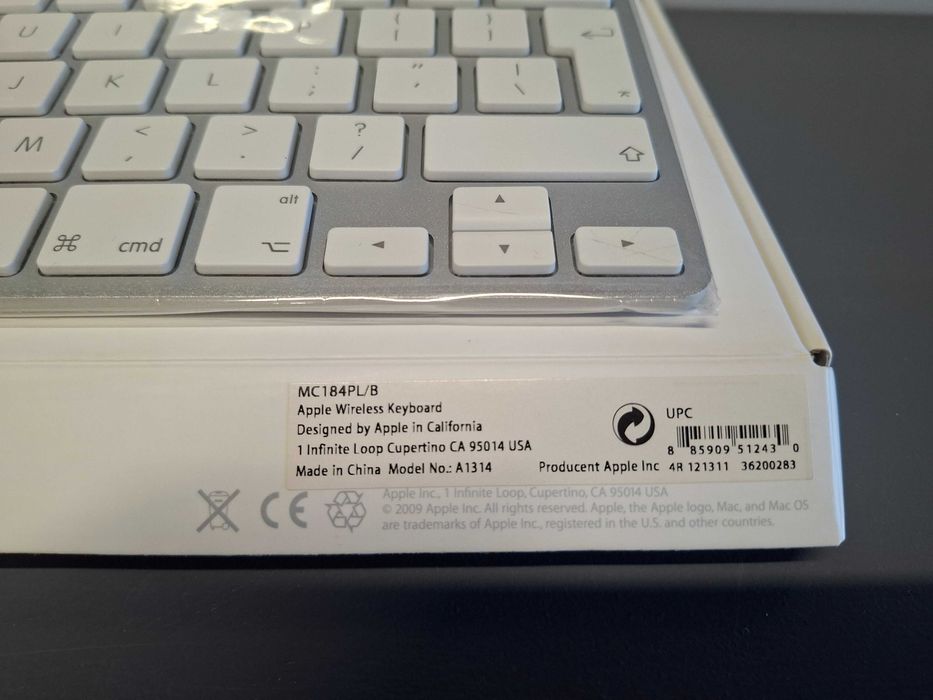 U I O P { [ } ]
J K L : ; " ' | \
M < , > . ? /
⌘ cmd alt ⌥
MC184PL/B
Apple Wireless Keyboard
Designed by Apple in California
1 Infinite Loop Cupertino CA 95014 USA
Made in China Model No.: A1314
Producent Apple Inc
UPC
8 85909 51243 0
4R 121311 36200283
CE
Apple Inc., 1 Infinite Loop, Cupertino, CA 95014 USA
© 2009 Apple Inc. All rights reserved. Apple, the Apple logo, Mac, and Mac OS
are trademarks of Apple Inc., registered in the U.S. and other countries.